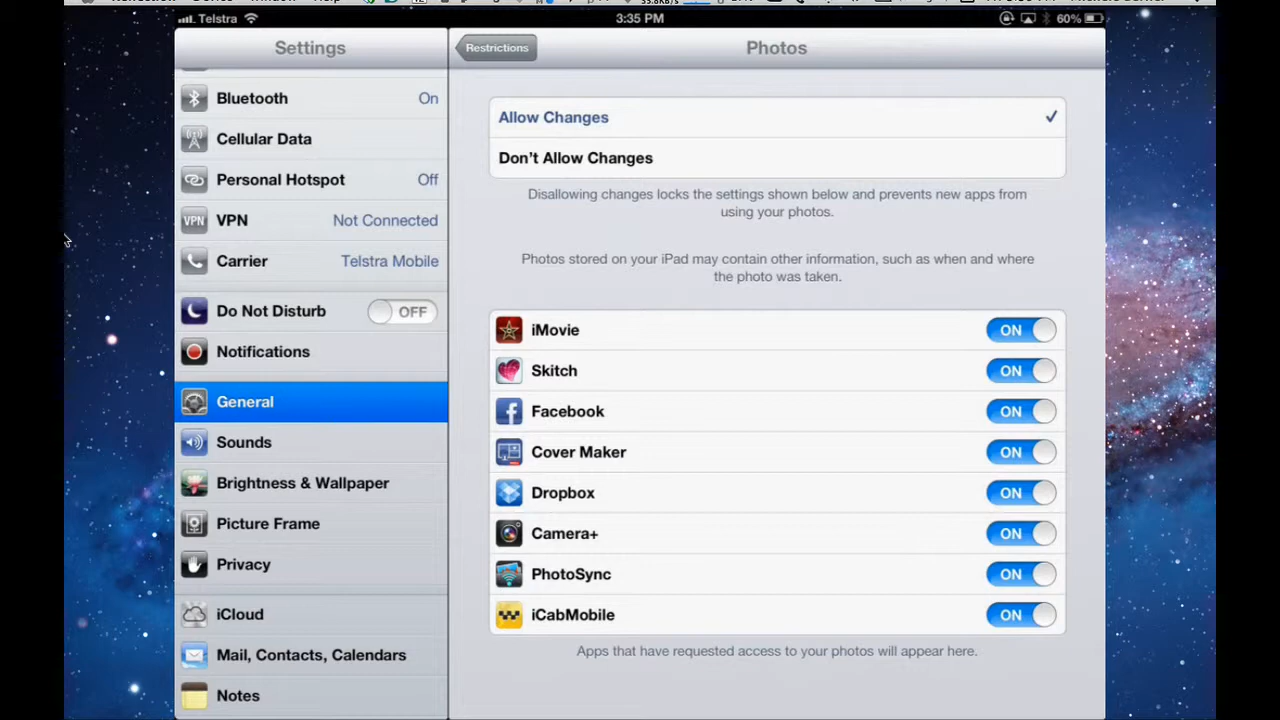 Telstra
3:35 PM
60%
Settings
Restrictions
Photos
Bluetooth On
Cellular Data
Personal Hotspot Off
VPN VPN Not Connected
Carrier Telstra Mobile
Do Not Disturb OFF
Notifications
General
Sounds
Brightness & Wallpaper
Picture Frame
Privacy
iCloud
Mail, Contacts, Calendars
Notes
Allow Changes
Don't Allow Changes
Disallowing changes locks the settings shown below and prevents new apps from
using your photos.
Photos stored on your iPad may contain other information, such as when and where
the photo was taken.
iMovie ON
Skitch ON
Facebook ON
Cover Maker ON
Dropbox ON
Camera+ ON
PhotoSync ON
iCabMobile ON
Apps that have requested access to your photos will appear here.